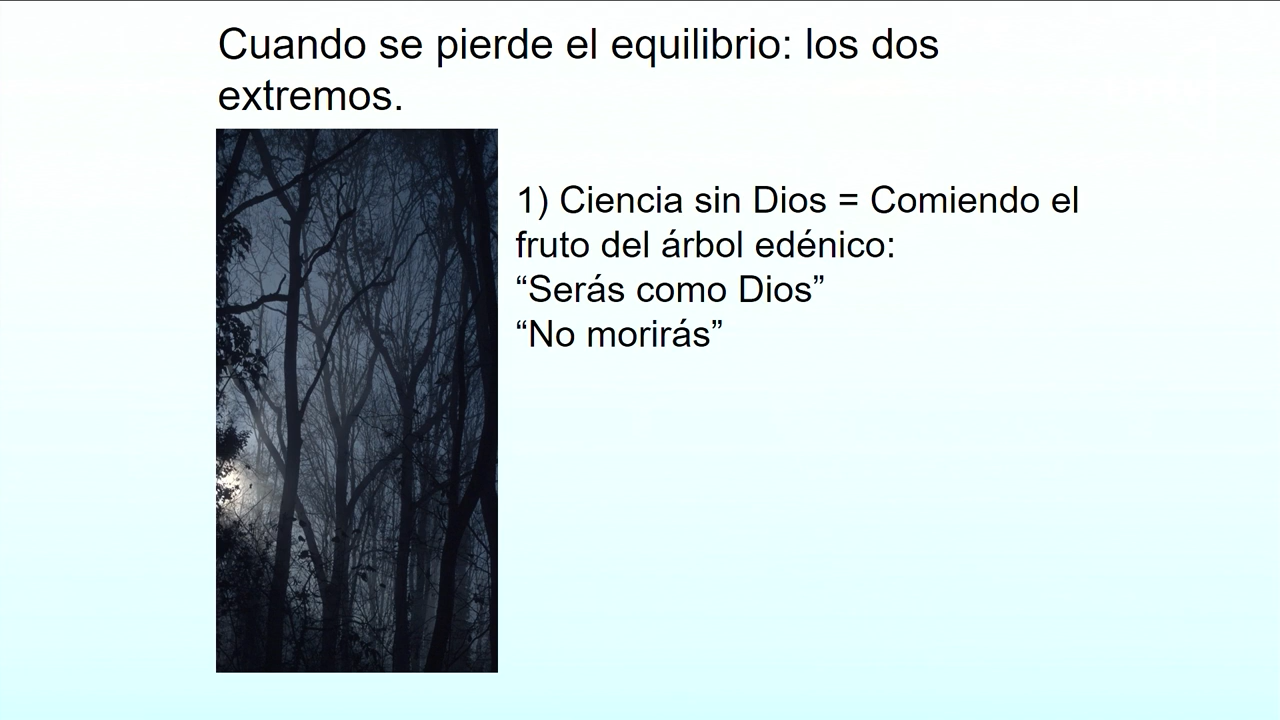 Cuando se pierde el equilibrio: los dos
extremos.
1) Ciencia sin Dios = Comiendo el
fruto del árbol edénico:
“Serás como Dios”
“No morirás”